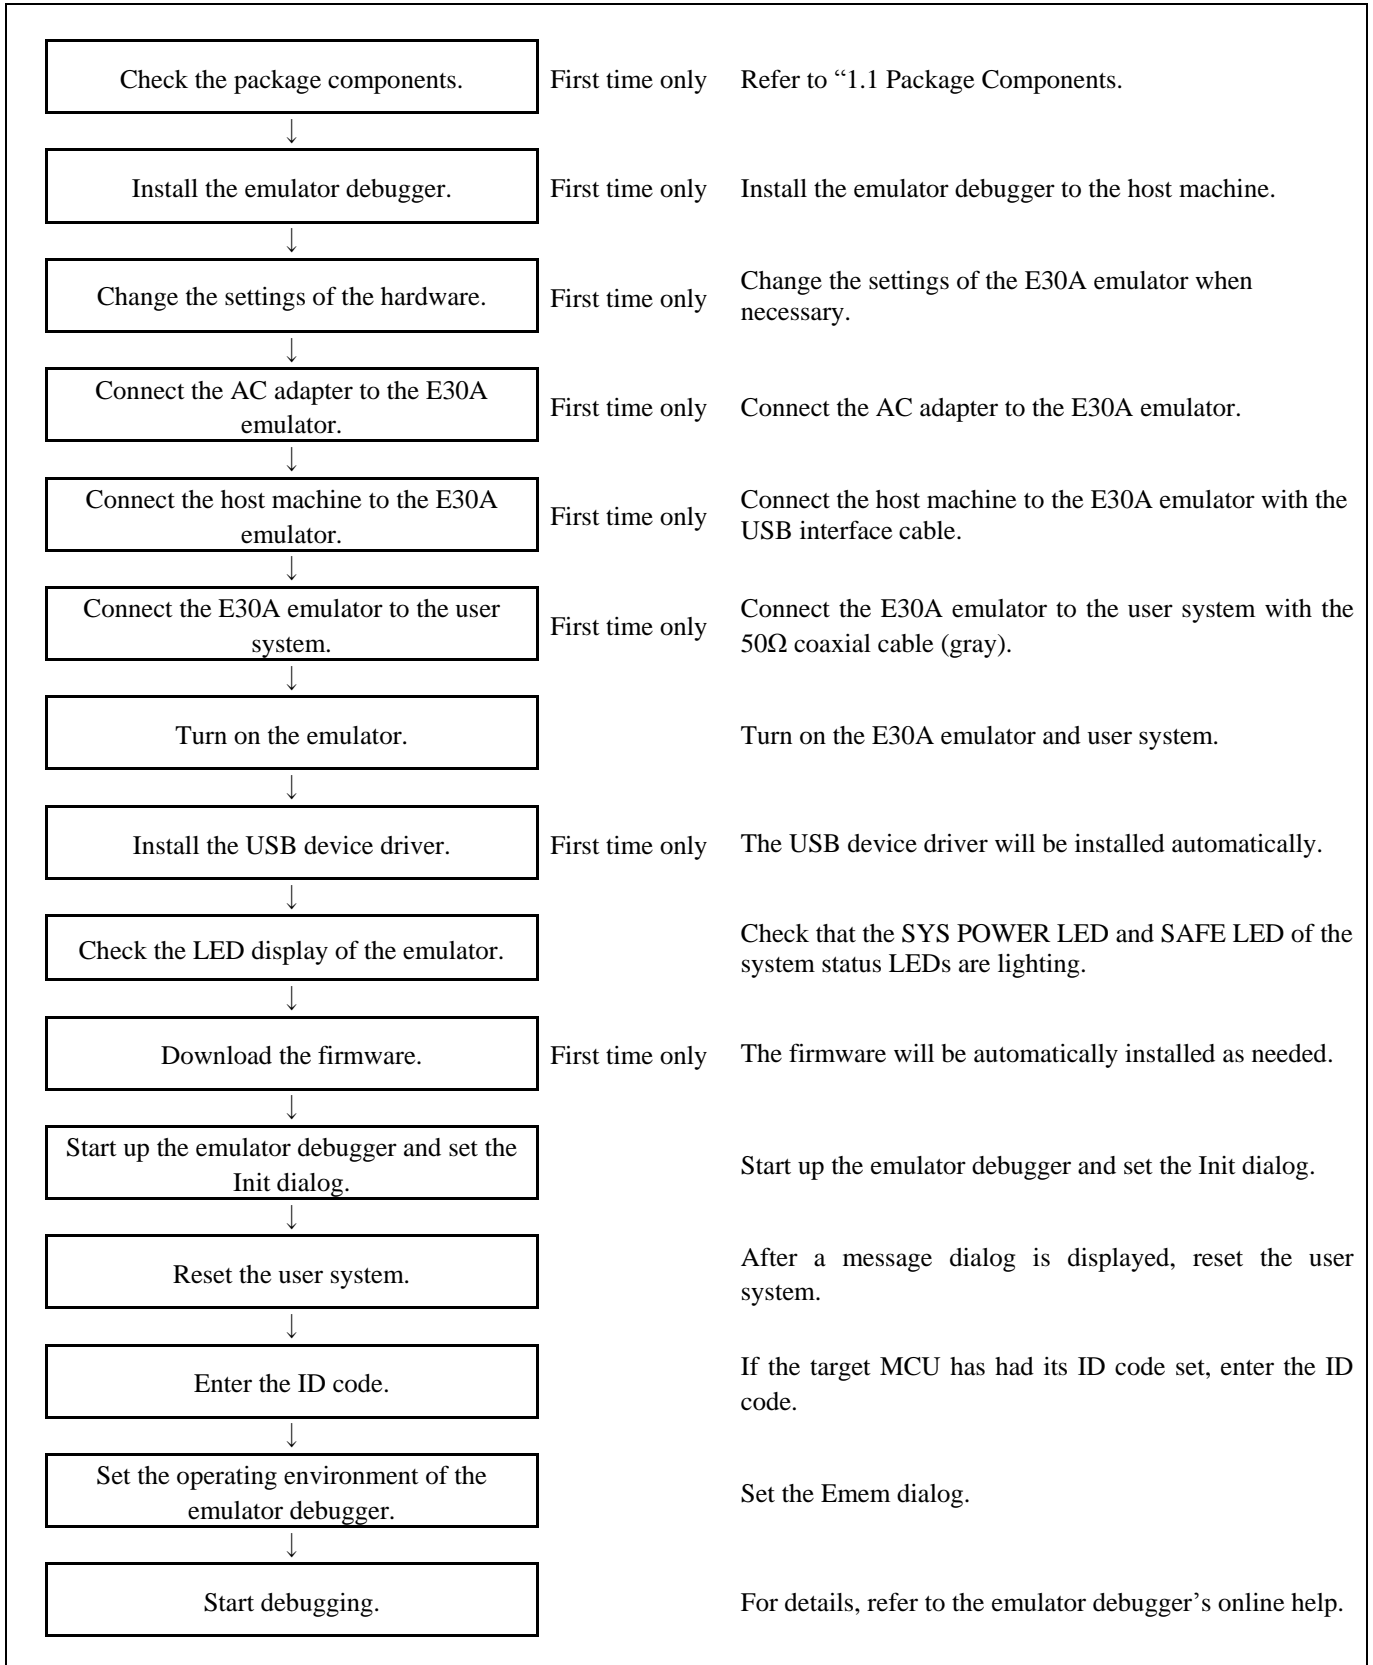 Check the package components. First time only Refer to “1.1 Package Components.
↓
Install the emulator debugger. First time only Install the emulator debugger to the host machine.
↓
Change the settings of the hardware. First time only Change the settings of the E30A emulator when
necessary.
↓
Connect the AC adapter to the E30A
emulator. First time only Connect the AC adapter to the E30A emulator.
↓
Connect the host machine to the E30A
emulator. First time only Connect the host machine to the E30A emulator with the
USB interface cable.
↓
Connect the E30A emulator to the user
system. First time only Connect the E30A emulator to the user system with the
50Ω coaxial cable (gray).
↓
Turn on the emulator. Turn on the E30A emulator and user system.
↓
Install the USB device driver. First time only The USB device driver will be installed automatically.
↓
Check the LED display of the emulator. Check that the SYS POWER LED and SAFE LED of the
system status LEDs are lighting.
↓
Download the firmware. First time only The firmware will be automatically installed as needed.
↓
Start up the emulator debugger and set the
Init dialog. Start up the emulator debugger and set the Init dialog.
↓
Reset the user system. After a message dialog is displayed, reset the user
system.
↓
Enter the ID code. If the target MCU has had its ID code set, enter the ID
code.
↓
Set the operating environment of the
emulator debugger. Set the Emem dialog.
↓
Start debugging. For details, refer to the emulator debugger’s online help.